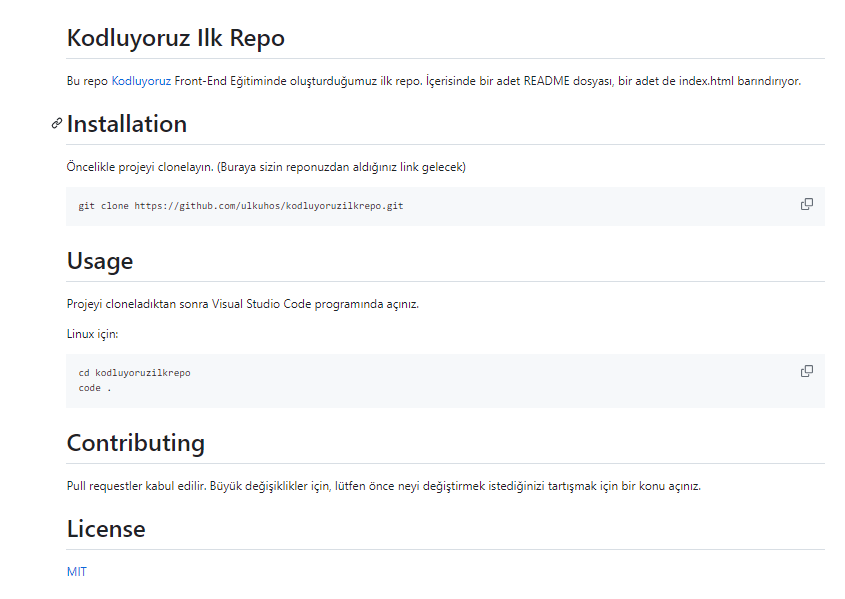 Kodluyoruz Ilk Repo
Bu repo Kodluyoruz Front-End Eğitiminde oluşturduğumuz ilk repo. İçerisinde bir adet README dosyası, bir adet de index.html barındırıyor.
Installation
Öncelikle projeyi clonelayın. (Buraya sizin reponuzdan aldığınız link gelecek)
git clone https://github.com/ulkuhos/kodluyoruzilkrepo.git
Usage
Projeyi cloneladıktan sonra Visual Studio Code programında açınız.
Linux için:
cd kodluyoruzilkrepo
code .
Contributing
Pull requestler kabul edilir. Büyük değişiklikler için, lütfen önce neyi değiştirmek istediğinizi tartışmak için bir konu açınız.
License
MIT